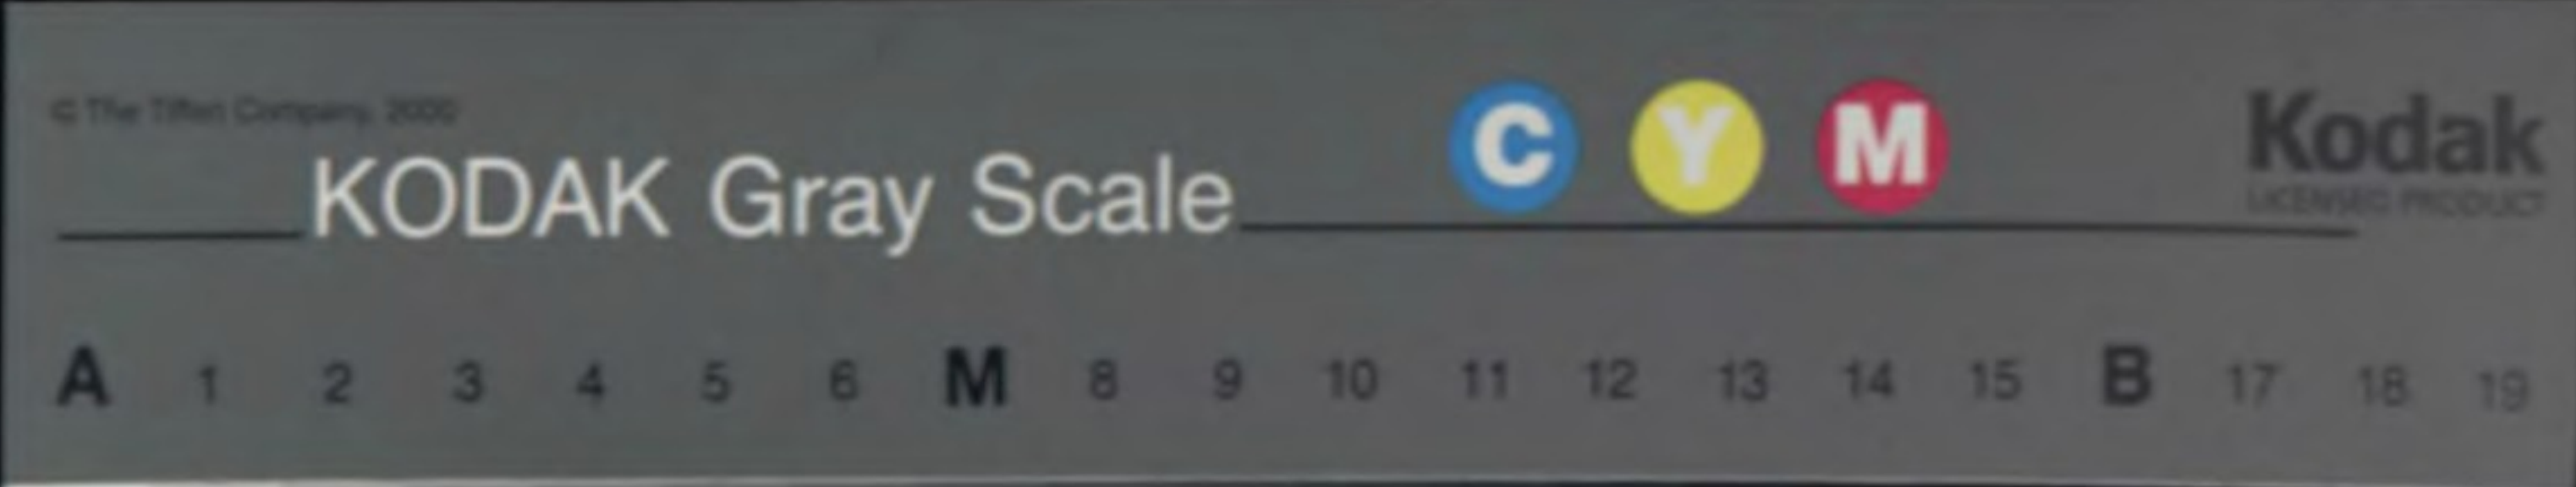 © The Tiffen Company, 2000
KODAK Gray Scale
C Y M
Kodak
LICENSED PRODUCT
A 1 2 3 4 5 6 M 8 9 10 11 12 13 14 15 B 17 18 19